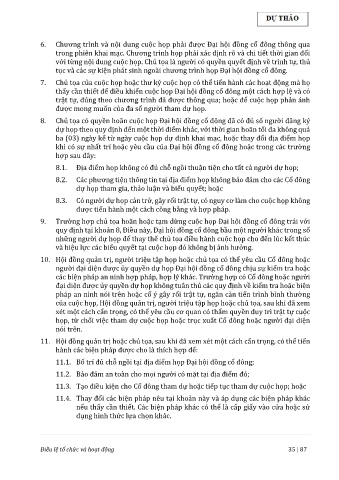 DỰ THẢO
6. Chương trình và nội dung cuộc họp phải được Đại hội đồng cổ đông thông qua
trong phiên khai mạc. Chương trình phải xác định rõ và chi tiết thời gian đối
với từng nội dung cuộc họp. Chủ tọa là người có quyền quyết định về trình tự, thủ
tục và các sự kiện phát sinh ngoài chương trình họp Đại hội đồng cổ đông.
7. Chủ tọa của cuộc họp hoặc thư ký cuộc họp có thể tiến hành các hoạt động mà họ
thấy cần thiết để điều khiển cuộc họp Đại hội đồng cổ đông một cách hợp lệ và có
trật tự, đúng theo chương trình đã được thông qua; hoặc để cuộc họp phản ánh
được mong muốn của đa số người tham dự họp.
8. Chủ tọa có quyền hoãn cuộc họp Đại hội đồng cổ đông đã có đủ số người đăng ký
dự họp theo quy định đến một thời điểm khác, với thời gian hoãn tối đa không quá
ba (03) ngày kể từ ngày cuộc họp dự định khai mạc, hoặc thay đổi địa điểm họp
khi có sự nhất trí hoặc yêu cầu của Đại hội đồng cổ đông hoặc trong các trường
hợp sau đây:
8.1. Địa điểm họp không có đủ chỗ ngồi thuận tiện cho tất cả người dự họp;
8.2. Các phương tiện thông tin tại địa điểm họp không bảo đảm cho các Cổ đông
dự họp tham gia, thảo luận và biểu quyết; hoặc
8.3. Có người dự họp cản trở, gây rối trật tự, có nguy cơ làm cho cuộc họp không
được tiến hành một cách công bằng và hợp pháp.
9. Trường hợp chủ tọa hoãn hoặc tạm dừng cuộc họp Đại hội đồng cổ đông trái với
quy định tại khoản 8, Điều này, Đại hội đồng cổ đông bầu một người khác trong số
những người dự họp để thay thế chủ tọa điều hành cuộc họp cho đến lúc kết thúc
và hiệu lực các biểu quyết tại cuộc họp đó không bị ảnh hưởng.
10. Hội đồng quản trị, người triệu tập họp hoặc chủ tọa có thể yêu cầu Cổ đông hoặc
người đại diện được ủy quyền dự họp Đại hội đồng cổ đông chịu sự kiểm tra hoặc
các biện pháp an ninh hợp pháp, hợp lý khác. Trường hợp có Cổ đông hoặc người
đại diện được ủy quyền dự họp không tuân thủ các quy định về kiểm tra hoặc biện
pháp an ninh nói trên hoặc cố ý gây rối trật tự, ngăn cản tiến trình bình thường
của cuộc họp, Hội đồng quản trị, người triệu tập họp hoặc chủ tọa, sau khi đã xem
xét một cách cẩn trọng, có thể yêu cầu cơ quan có thẩm quyền duy trì trật tự cuộc
họp, từ chối việc tham dự cuộc họp hoặc trục xuất Cổ đông hoặc người đại diện
nói trên.
11. Hội đồng quản trị hoặc chủ tọa, sau khi đã xem xét một cách cẩn trọng, có thể tiến
hành các biện pháp được cho là thích hợp để:
11.1. Bố trí đủ chỗ ngồi tại địa điểm họp Đại hội đồng cổ đông;
11.2. Bảo đảm an toàn cho mọi người có mặt tại địa điểm đó;
11.3. Tạo điều kiện cho Cổ đông tham dự hoặc tiếp tục tham dự cuộc họp; hoặc
11.4. Thay đổi các biện pháp nêu tại khoản này và áp dụng các biện pháp khác
nếu thấy cần thiết. Các biện pháp khác có thể là cấp giấy vào cửa hoặc sử
dụng hình thức lựa chọn khác.
Điều lệ tổ chức và hoạt động 35 | 87